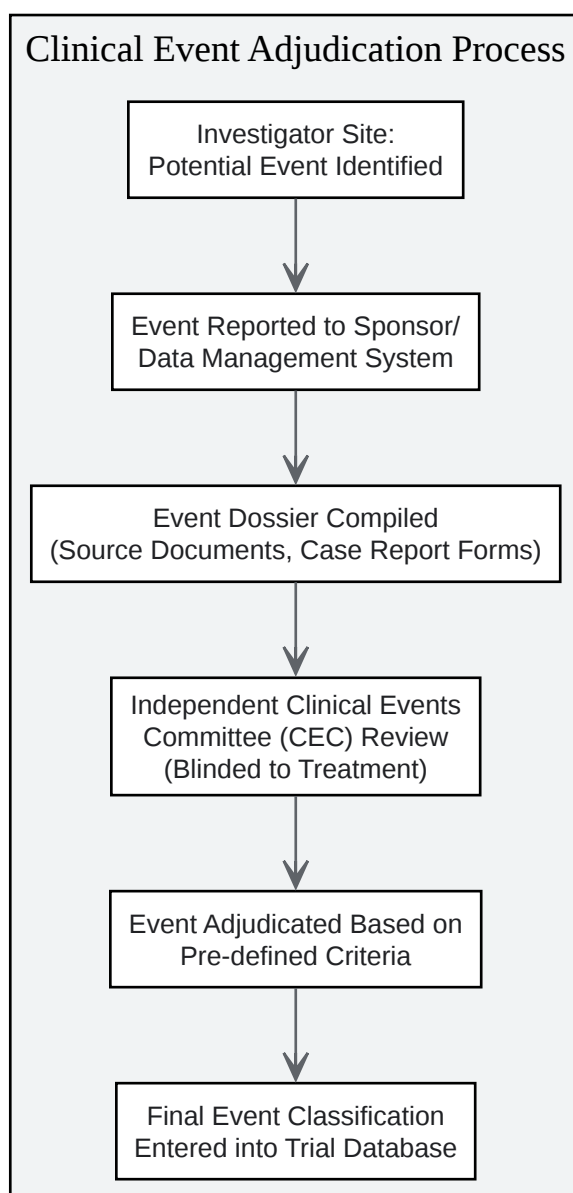 Clinical Event Adjudication Process
Investigator Site:
Potential Event Identified
Event Reported to Sponsor/
Data Management System
Event Dossier Compiled
(Source Documents, Case Report Forms)
Independent Clinical Events
Committee (CEC) Review
(Blinded to Treatment)
Event Adjudicated Based on
Pre-defined Criteria
Final Event Classification
Entered into Trial Database